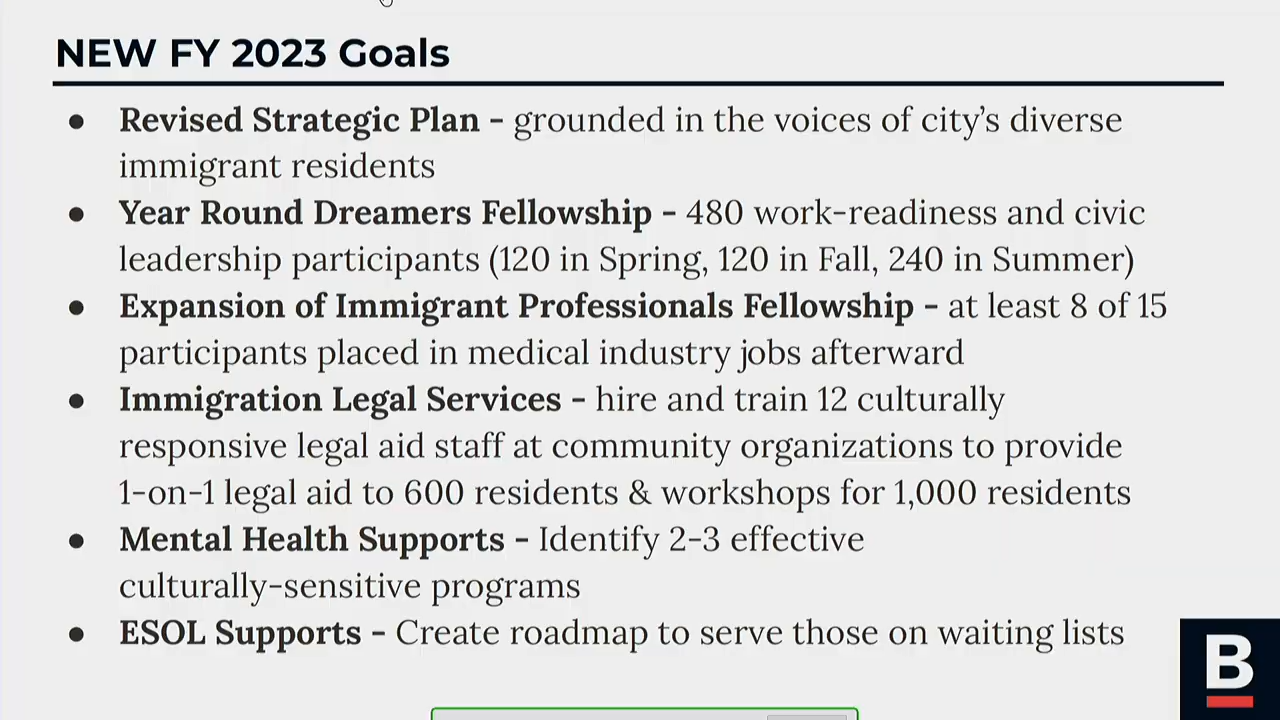 NEW FY 2023 Goals
● Revised Strategic Plan - grounded in the voices of city's diverse
immigrant residents
● Year Round Dreamers Fellowship - 480 work-readiness and civic
leadership participants (120 in Spring, 120 in Fall, 240 in Summer)
● Expansion of Immigrant Professionals Fellowship - at least 8 of 15
participants placed in medical industry jobs afterward
● Immigration Legal Services - hire and train 12 culturally
responsive legal aid staff at community organizations to provide
1-on-1 legal aid to 600 residents & workshops for 1,000 residents
● Mental Health Supports - Identify 2-3 effective
culturally-sensitive programs
● ESOL Supports - Create roadmap to serve those on waiting lists
B